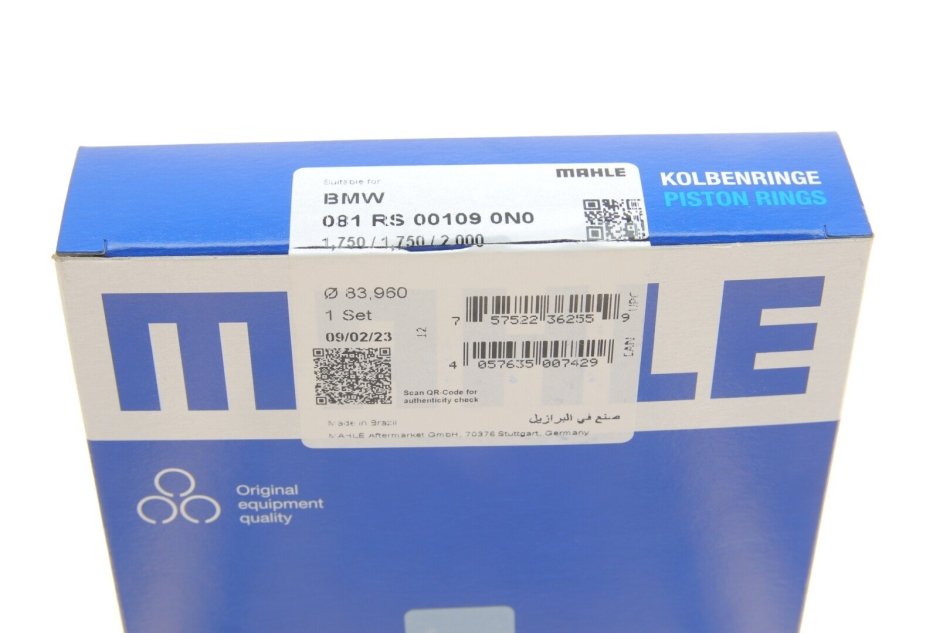 Suitable for
MAHLE
BMW
081 RS 00109 0N0
1,750 / 1,750 / 2,000
KOLBENRINGE
PISTON RINGS
MAHLE
Ø 83,960
1 Set
09/02/23
12
7 57522 36255 9
UPC
4 057635 007429
EAN
Scan QR-Code for
authenticity check
Made in Brazil
صنع في البرازيل
MAHLE Aftermarket GmbH, 70376 Stuttgart, Germany
Original
equipment
quality